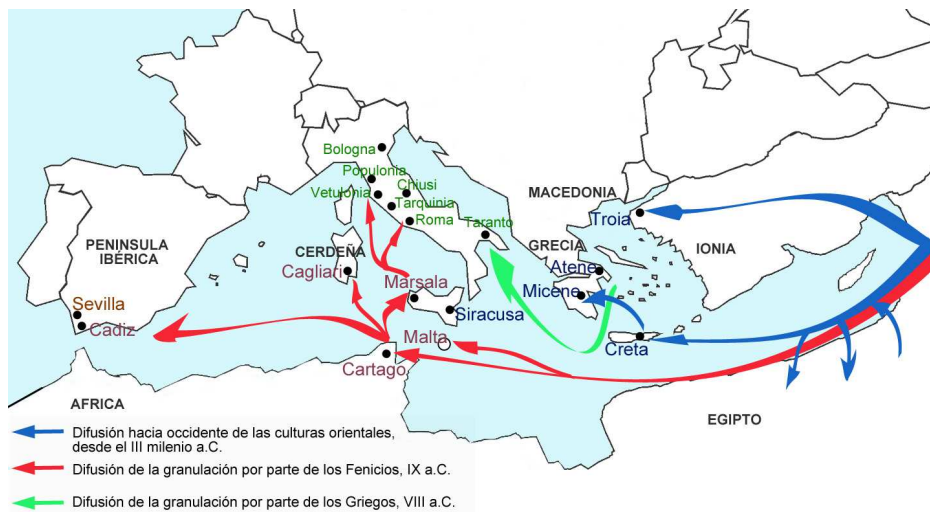 Bologna
Populonia
Vetulonia
Chiusi
Tarquinia
Roma
Taranto
MACEDONIA
Troia
PENINSULA
IBÉRICA
CERDEÑA
Cagliari
GRECIA
IONIA
Atene
Micene
Marsala
Siracusa
Sevilla
Cadiz
Malta
Creta
Cartago
AFRICA
EGIPTO
Difusión hacia occidente de las culturas orientales,
desde el III milenio a.C.
Difusión de la granulación por parte de los Fenicios, IX a.C.
Difusión de la granulación por parte de los Griegos, VIII a.C.